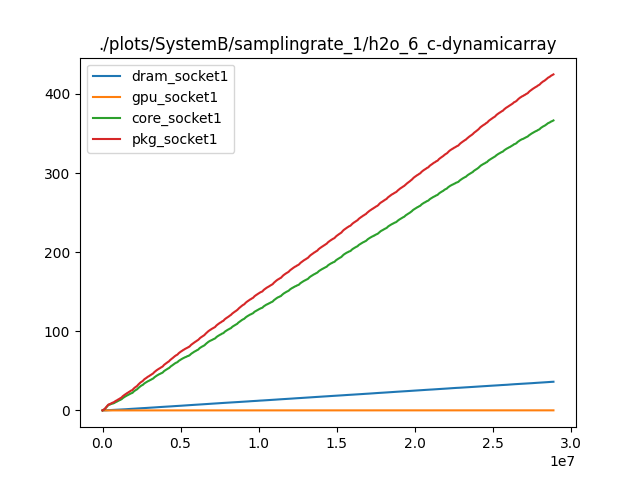 ./plots/SystemB/samplingrate_1/h2o_6_c-dynamicarray
dram_socket1
gpu_socket1
core_socket1
pkg_socket1
400
300
200
100
0
0.0 0.5 1.0 1.5 2.0 2.5 3.0
1e7